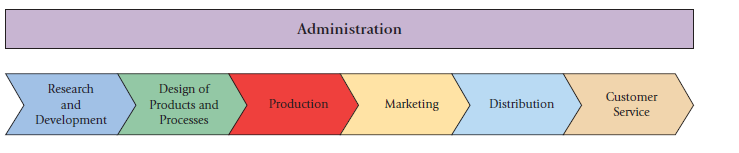 Administration
Research
and
Development
Design of
Products and
Processes
Production
Marketing
Distribution
Customer
Service